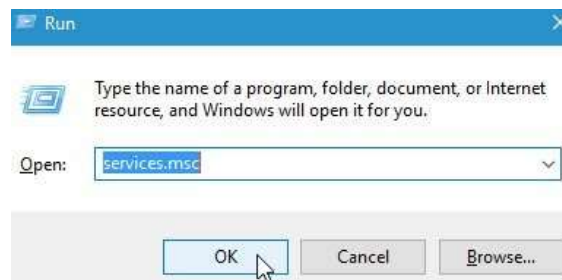 Run
Type the name of a program, folder, document, or Internet
resource, and Windows will open it for you.
Open: services.msc
OK Cancel Browse...